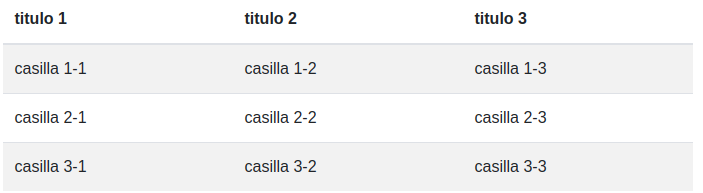 titulo 1 titulo 2 titulo 3
casilla 1-1 casilla 1-2 casilla 1-3
casilla 2-1 casilla 2-2 casilla 2-3
casilla 3-1 casilla 3-2 casilla 3-3